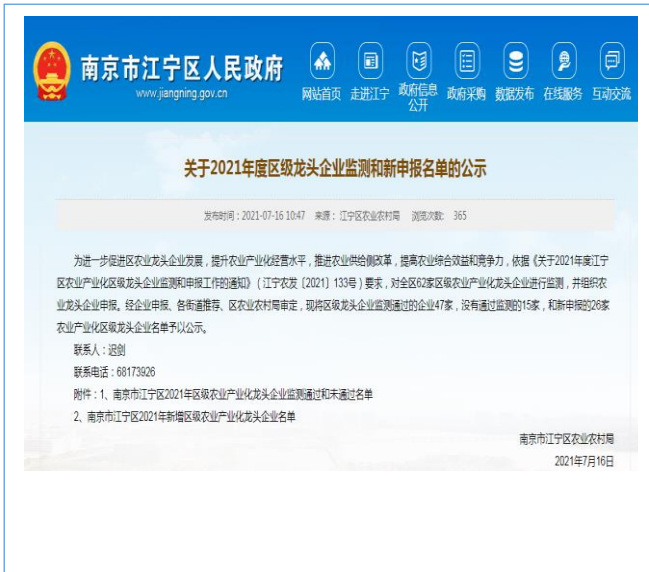 南京市江宁区人民政府
www.jiangning.gov.cn
网站首页 走进江宁 政府信息公开 政府采购 数据发布 在线服务 互动交流
关于2021年度区级龙头企业监测和新申报名单的公示
发布时间：2021-07-16 10:47 来源：江宁区农业农村局 浏览次数： 365
为进一步促进区农业龙头企业发展，提升农业产业化经营水平，推进农业供给侧改革，提高农业综合效益和竞争力，依据《关于2021年度江宁
区农业产业化区级龙头企业监测和申报工作的通知》（江宁农发〔2021〕133号）要求，对全区62家区级农业产业化龙头企业进行监测，并组织农
业龙头企业申报。经企业申报、各街道推荐、区农业农村局审定，现将区级龙头企业监测通过的企业47家，没有通过监测的15家，和新申报的26家
农业产业化区级龙头企业名单予以公示。
联系人：迟剑
联系电话：68173926
附件：1、南京市江宁区2021年区级农业产业化龙头企业监测通过和未通过名单
2、南京市江宁区2021年新增区级农业产业化龙头企业名单
南京市江宁区农业农村局
2021年7月16日